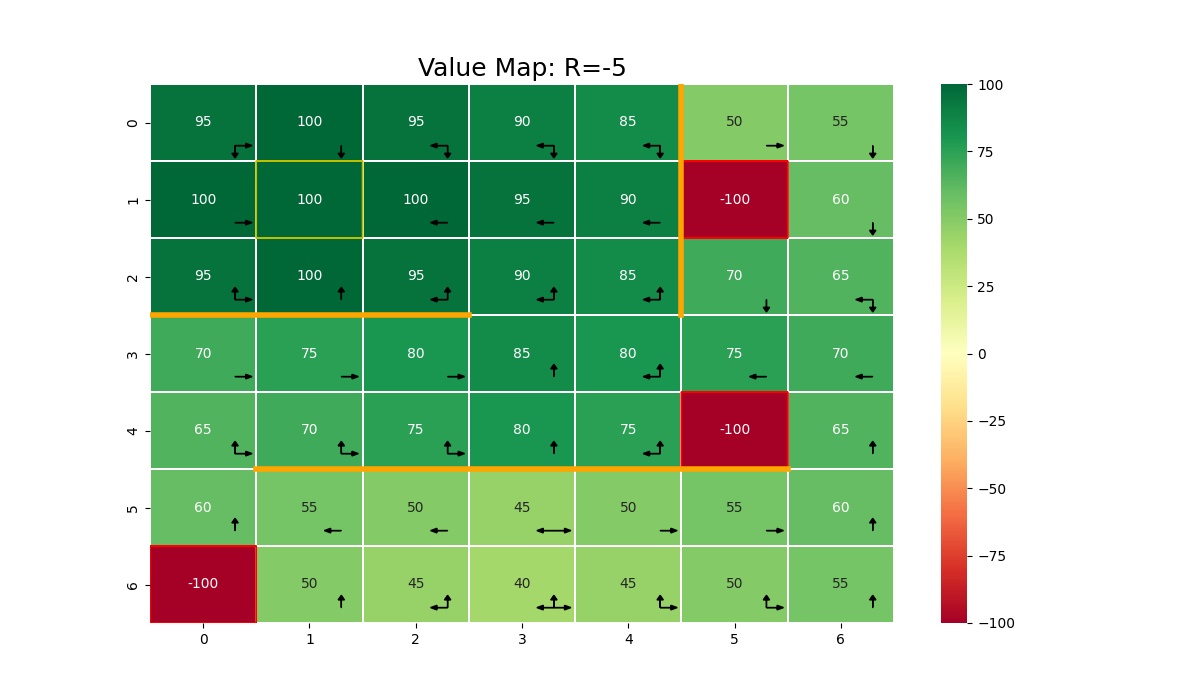 Value Map: R=-5
0 95 100 95 90 85 50 55
1 100 100 100 95 90 -100 60
2 95 100 95 90 85 70 65
3 70 75 80 85 80 75 70
4 65 70 75 80 75 -100 65
5 60 55 50 45 50 55 60
6 -100 50 45 40 45 50 55
0 1 2 3 4 5 6
100
75
50
25
0
−25
−50
−75
−100